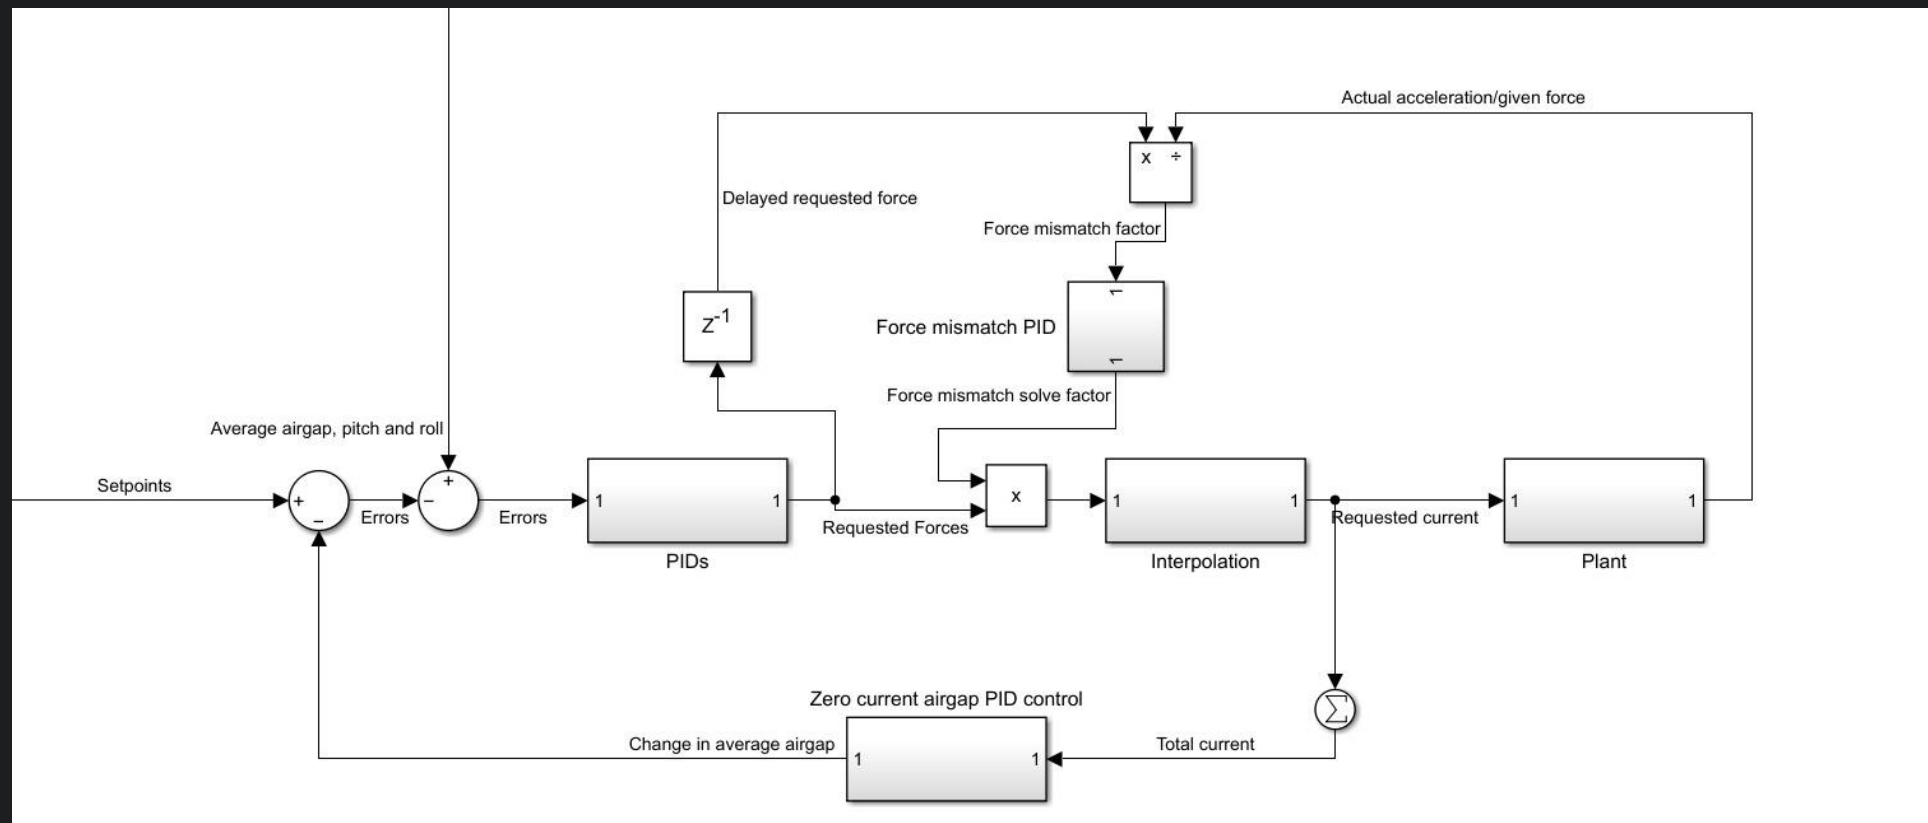 Actual acceleration/given force
x ÷
Delayed requested force
Force mismatch factor
1
Z-1
Force mismatch PID
1
Force mismatch solve factor
Average airgap, pitch and roll
Setpoints
+
−
Errors
+
−
Errors
1 1
PIDs
Requested Forces
x
1 1
Interpolation
Requested current
1 1
Plant
Zero current airgap PID control
Σ
Change in average airgap
1 1
Total current